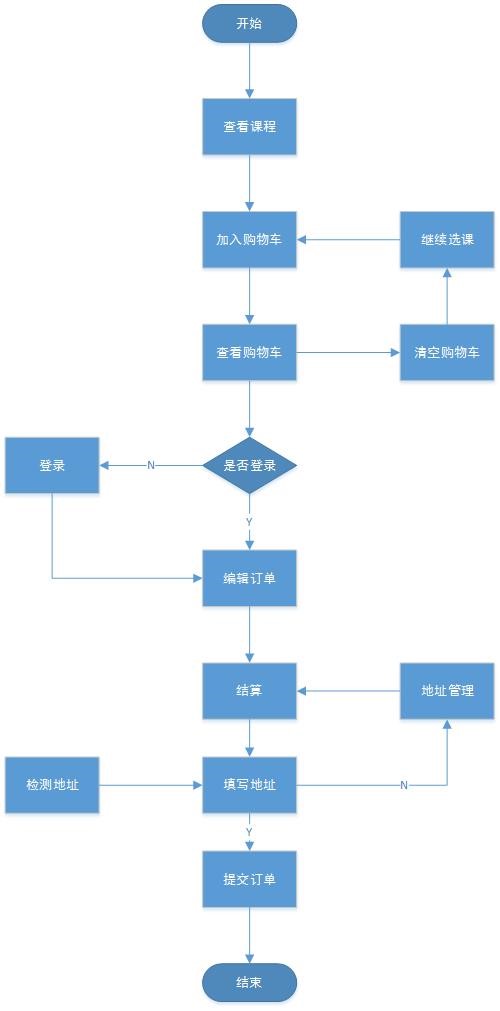 开始
查看课程
加入购物车
继续选课
查看购物车
清空购物车
登录
N
是否登录
Y
编辑订单
结算
地址管理
检测地址
填写地址
N
Y
提交订单
结束